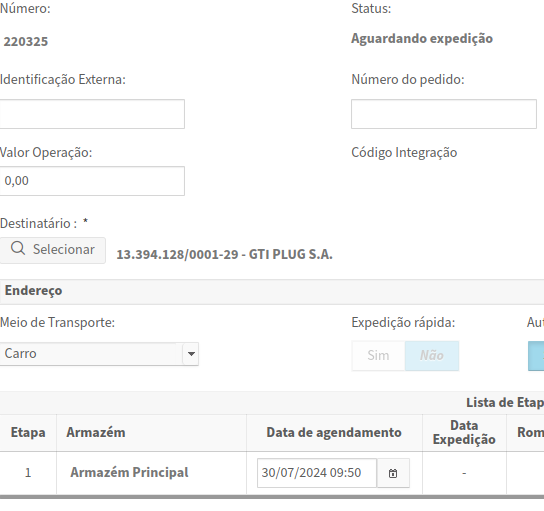 Número:
Status:
220325
Aguardando expedição
Identificação Externa:
Número do pedido:
Valor Operação:
Código Integração
0,00
Destinatário : *
Selecionar
13.394.128/0001-29 - GTI PLUG S.A.
Endereço
Meio de Transporte:
Expedição rápida:
Aut
Carro
Sim
Não
Lista de Etap
Etapa
Armazém
Data de agendamento
Data
Expedição
Rom
1
Armazém Principal
30/07/2024 09:50
-